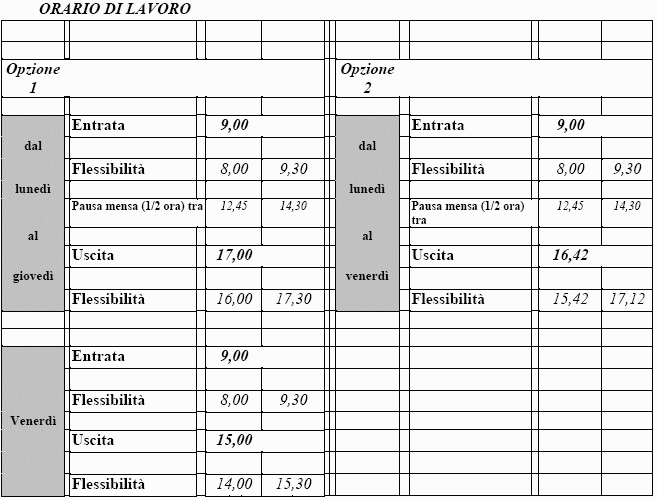 ORARIO DI LAVORO
Opzione 1
Opzione 2
dal lunedì al giovedì
Entrata 9,00
Flessibilità 8,00 9,30
Pausa mensa (1/2 ora) tra 12,45 14,30
Uscita 17,00
Flessibilità 16,00 17,30
dal lunedì al venerdì
Entrata 9,00
Flessibilità 8,00 9,30
Pausa mensa (1/2 ora) tra 12,45 14,30
Uscita 16,42
Flessibilità 15,42 17,12
Venerdì
Entrata 9,00
Flessibilità 8,00 9,30
Uscita 15,00
Flessibilità 14,00 15,30